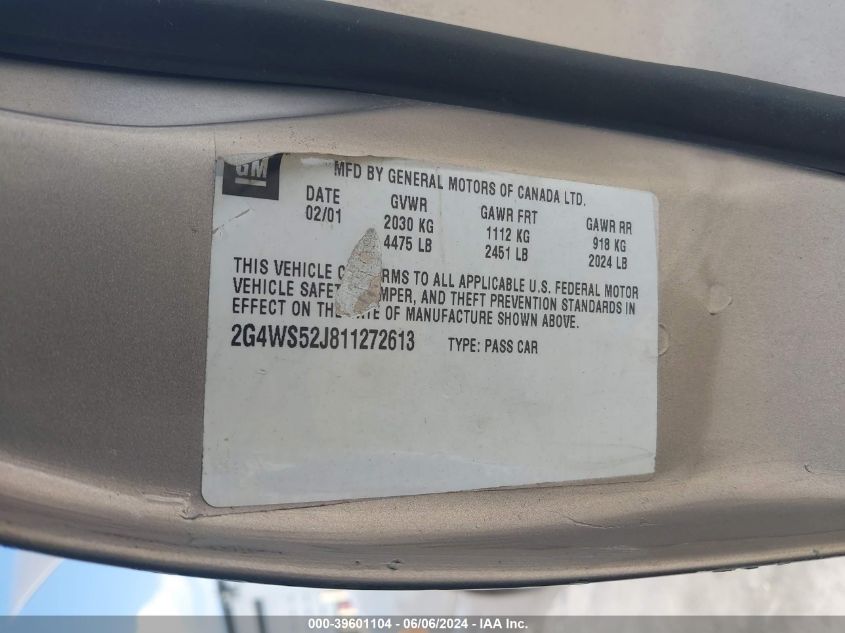 GM
MFD BY GENERAL MOTORS OF CANADA LTD.
DATE GVWR GAWR FRT GAWR RR
02/01 2030 KG 1112 KG 918 KG
4475 LB 2451 LB 2024 LB
THIS VEHICLE C RMS TO ALL APPLICABLE U.S. FEDERAL MOTOR
VEHICLE SAFET MPER, AND THEFT PREVENTION STANDARDS IN
EFFECT ON THE TE OF MANUFACTURE SHOWN ABOVE.
2G4WS52J811272613 TYPE: PASS CAR
000-39601104 - 06/06/2024 - IAA Inc.